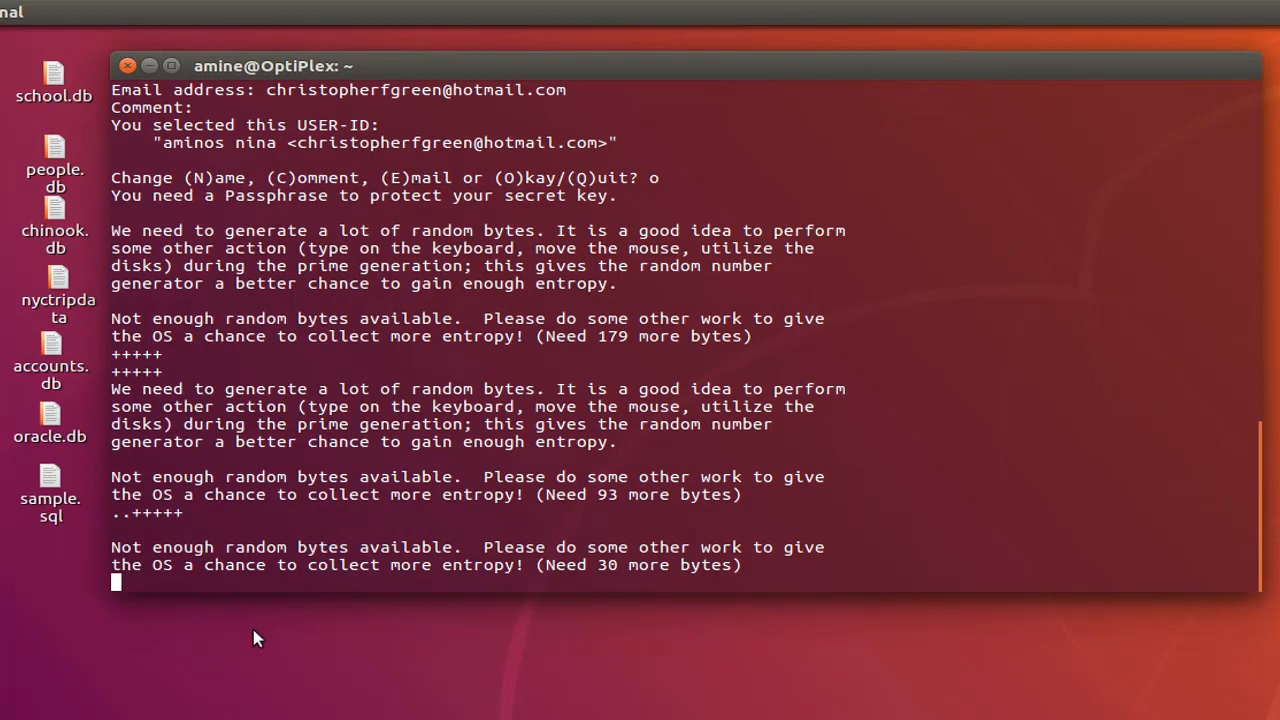 nal
amine@OptiPlex: ~
school.db
people.
db
chinook.
db
nyctripda
ta
accounts.
db
oracle.db
sample.
sql
Email address: christopherfgreen@hotmail.com
Comment:
You selected this USER-ID:
"aminos nina <christopherfgreen@hotmail.com>"
Change (N)ame, (C)omment, (E)mail or (O)kay/(Q)uit? o
You need a Passphrase to protect your secret key.
We need to generate a lot of random bytes. It is a good idea to perform
some other action (type on the keyboard, move the mouse, utilize the
disks) during the prime generation; this gives the random number
generator a better chance to gain enough entropy.
Not enough random bytes available.  Please do some other work to give
the OS a chance to collect more entropy! (Need 179 more bytes)
+++++
+++++
We need to generate a lot of random bytes. It is a good idea to perform
some other action (type on the keyboard, move the mouse, utilize the
disks) during the prime generation; this gives the random number
generator a better chance to gain enough entropy.
Not enough random bytes available.  Please do some other work to give
the OS a chance to collect more entropy! (Need 93 more bytes)
..+++++
Not enough random bytes available.  Please do some other work to give
the OS a chance to collect more entropy! (Need 30 more bytes)